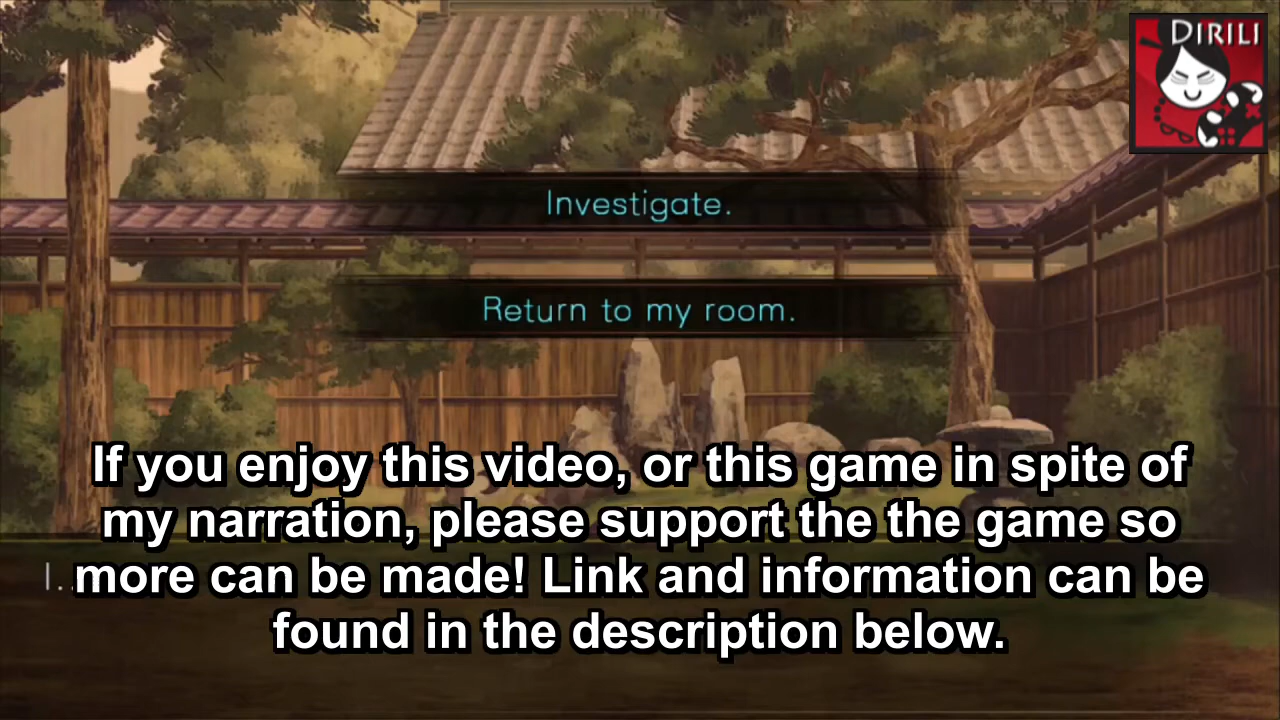 DIRILI
Investigate.
Return to my room.
If you enjoy this video, or this game in spite of
my narration, please support the the game so
I...more can be made! Link and information can be
found in the description below.